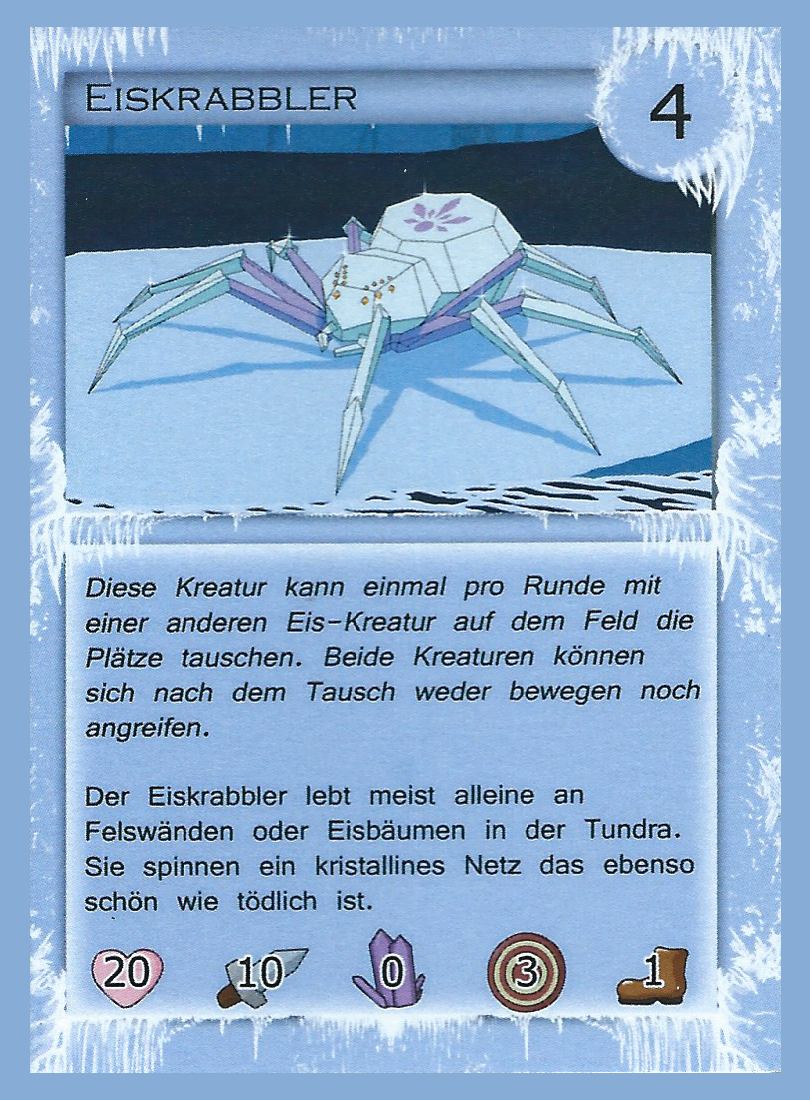 Eiskrabbler
4
Diese Kreatur kann einmal pro Runde mit
einer anderen Eis-Kreatur auf dem Feld die
Plätze tauschen. Beide Kreaturen können
sich nach dem Tausch weder bewegen noch
angreifen.
Der Eiskrabbler lebt meist alleine an
Felswänden oder Eisbäumen in der Tundra.
Sie spinnen ein kristallines Netz das ebenso
schön wie tödlich ist.
20 10 0 3 1